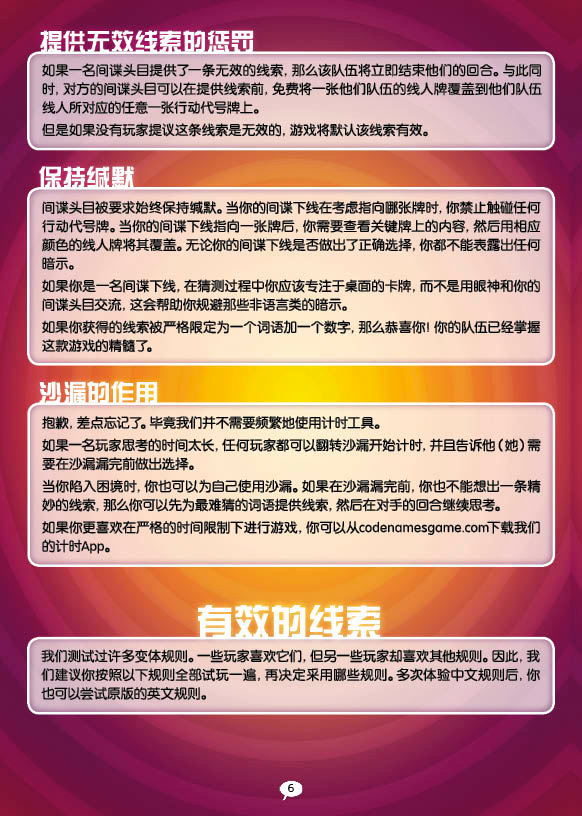 提供无效线索的惩罚
如果一名间谍头目提供了一条无效的线索，那么该队伍将立即结束他们的回合。与此同
时，对方的间谍头目可以在提供线索前，免费将一张他们队伍的线人牌覆盖到他们队伍
线人所对应的任意一张行动代号牌上。
但是如果没有玩家提议这条线索是无效的，游戏将默认该线索有效。
保持缄默
间谍头目被要求始终保持缄默。当你的间谍下线在考虑指向哪张牌时，你禁止触碰任何
行动代号牌。当你的间谍下线指向一张牌后，你需要查看关键牌上的内容，然后用相应
颜色的线人牌将其覆盖。无论你的间谍下线是否做出了正确选择，你都不能表露出任何
暗示。
如果你是一名间谍下线，在猜测过程中你应该专注于桌面的卡牌，而不是用眼神和你的
间谍头目交流，这会帮助你规避那些非语言类的暗示。
如果你获得的线索被严格限定为一个词语加一个数字，那么恭喜你！你的队伍已经掌握
这款游戏的精髓了。
沙漏的作用
抱歉，差点忘记了。毕竟我们并不需要频繁地使用计时工具。
如果一名玩家思考的时间太长，任何玩家都可以翻转沙漏开始计时，并且告诉他（她）需
要在沙漏漏完前做出选择。
当你陷入困境时，你也可以为自己使用沙漏。如果在沙漏漏完前，你也不能想出一条精
妙的线索，那么你可以先为最难猜的词语提供线索，然后在对手的回合继续思考。
如果你更喜欢在严格的时间限制下进行游戏，你可以从codenamesgame.com下载我们
的计时App。
有效的线索
我们测试过许多变体规则。一些玩家喜欢它们，但另一些玩家却喜欢其他规则。因此，我
们建议你按照以下规则全部试玩一遍，再决定采用哪些规则。多次体验中文规则后，你
也可以尝试原版的英文规则。
6